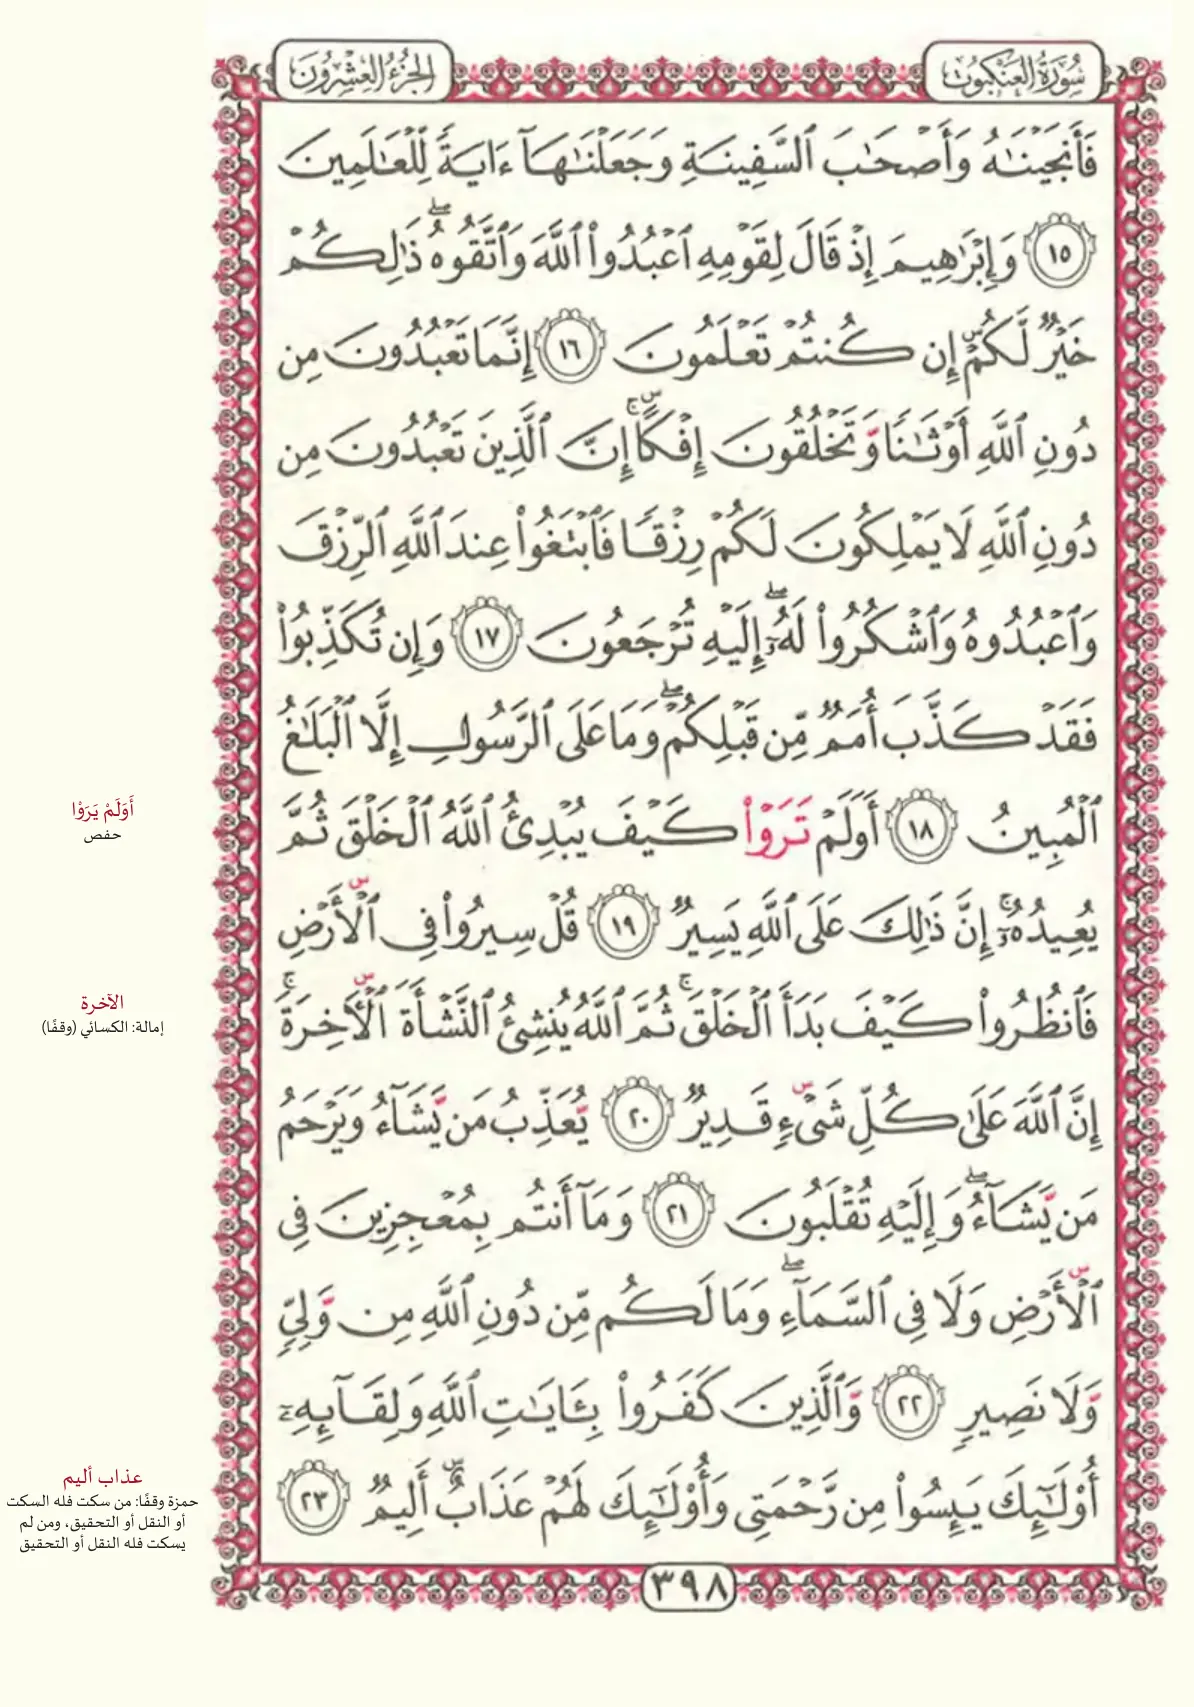 سُورَةُ العَنكَبُوت
الجُزْءُ العِشْرُونَ
فَأَنجَيْنَٰهُ وَأَصْحَٰبَ ٱلسَّفِينَةِ وَجَعَلْنَٰهَآ ءَايَةً لِّلْعَٰلَمِينَ
١٥ وَإِبْرَٰهِيمَ إِذْ قَالَ لِقَوْمِهِ ٱعْبُدُوا۟ ٱللَّهَ وَٱتَّقُوهُ ۖ ذَٰلِكُمْ
خَيْرٌ لَّكُمْ إِن كُنتُمْ تَعْلَمُونَ ١٦ إِنَّمَا تَعْبُدُونَ مِن
دُونِ ٱللَّهِ أَوْثَٰنًا وَّتَخْلُقُونَ إِفْكًا ۚ إِنَّ ٱلَّذِينَ تَعْبُدُونَ مِن
دُونِ ٱللَّهِ لَا يَمْلِكُونَ لَكُمْ رِزْقًا فَٱبْتَغُوا۟ عِندَ ٱللَّهِ ٱلرِّزْقَ
وَٱعْبُدُوهُ وَٱشْكُرُوا۟ لَهُۥٓ ۖ إِلَيْهِ تُرْجَعُونَ ١٧ وَإِن تُكَذِّبُوا۟
فَقَدْ كَذَّبَ أُمَمٌ مِّن قَبْلِكُمْ ۖ وَمَا عَلَى ٱلرَّسُولِ إِلَّا ٱلْبَلَٰغُ
ٱلْمُبِينُ ١٨ أَوَلَمْ تَرَوْا۟ كَيْفَ يُبْدِئُ ٱللَّهُ ٱلْخَلْقَ ثُمَّ
يُعِيدُهُۥٓ ۚ إِنَّ ذَٰلِكَ عَلَى ٱللَّهِ يَسِيرٌ ١٩ قُلْ سِيرُوا۟ فِى ٱلْأَرْضِ
فَٱنظُرُوا۟ كَيْفَ بَدَأَ ٱلْخَلْقَ ۚ ثُمَّ ٱللَّهُ يُنشِئُ ٱلنَّشْأَةَ ٱلْأَخِرَةَ ۚ
إِنَّ ٱللَّهَ عَلَىٰ كُلِّ شَىْءٍ قَدِيرٌ ٢٠ يُّعَذِّبُ مَن يَّشَآءُ وَيَرْحَمُ
مَن يَّشَآءُ ۖ وَإِلَيْهِ تُقْلَبُونَ ٢١ وَمَآ أَنتُم بِمُعْجِزِينَ فِى
ٱلْأَرْضِ وَلَا فِى ٱلسَّمَآءِ ۖ وَمَا لَكُم مِّن دُونِ ٱللَّهِ مِن وَّلِىٍّ
وَّلَا نَصِيرٍ ٢٢ وَّٱلَّذِينَ كَفَرُوا۟ بِـَٔايَٰتِ ٱللَّهِ وَلِقَآئِهِۦٓ
أُو۟لَٰٓئِكَ يَئِسُوا۟ مِن رَّحْمَتِى وَأُو۟لَٰٓئِكَ لَهُمْ عَذَابٌ أَلِيمٌ ٢٣
٣٩٨
أَوَلَمْ يَرَوْا
حفص
الآخرة
إمالة: الكسائي (وقفًا)
عذاب أليم
حمزة وقفًا: من سكت فله السكت
أو النقل أو التحقيق، ومن لم
يسكت فله النقل أو التحقيق